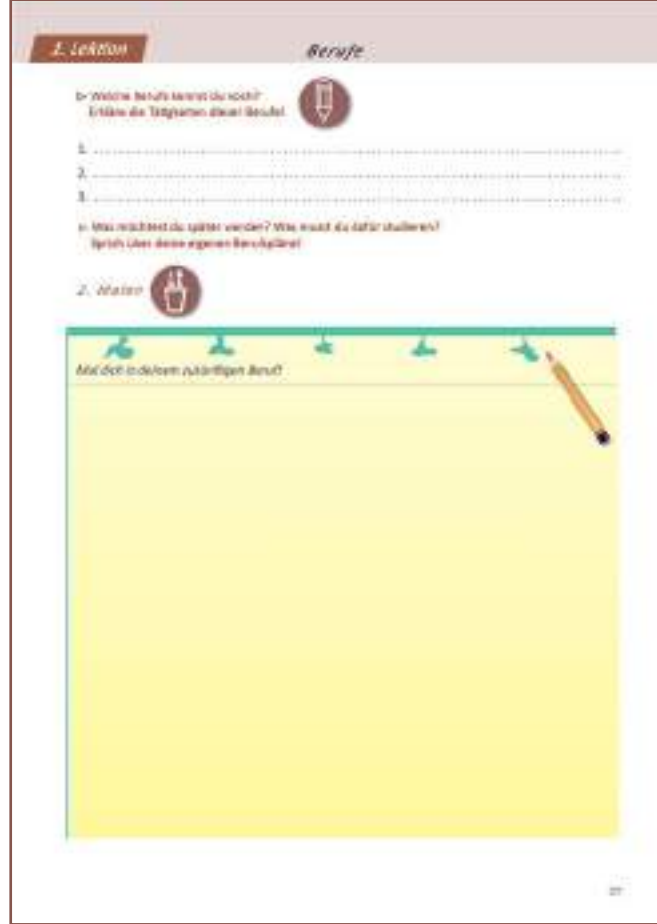 1. Lektion
Berufe
b- Welche Berufe kennst du noch?
Erkläre die Tätigkeiten dieser Berufe!
1.
2.
3.
c- Was möchtest du später werden? Was musst du dafür studieren?
Sprich über deine eigenen Berufspläne!
2. Malen
Mal dich in deinem zukünftigen Beruf!